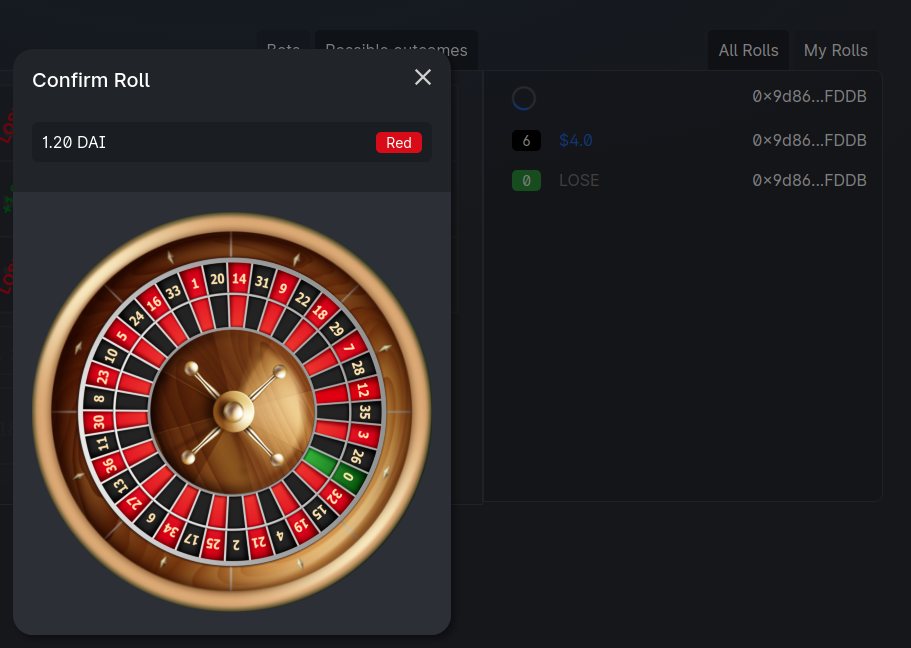 Bets Possible outcomes
All Rolls My Rolls
Confirm Roll
1.20 DAI Red
0×9d86...FDDB
6 $4.0 0×9d86...FDDB
0 LOSE 0×9d86...FDDB
14 31 9 22 18 29 7 28 12 35 3 26 0 32 15 19 4 21 2 25 17 34 6 27 13 36 11 30 8 23 10 5 24 16 33 1 20